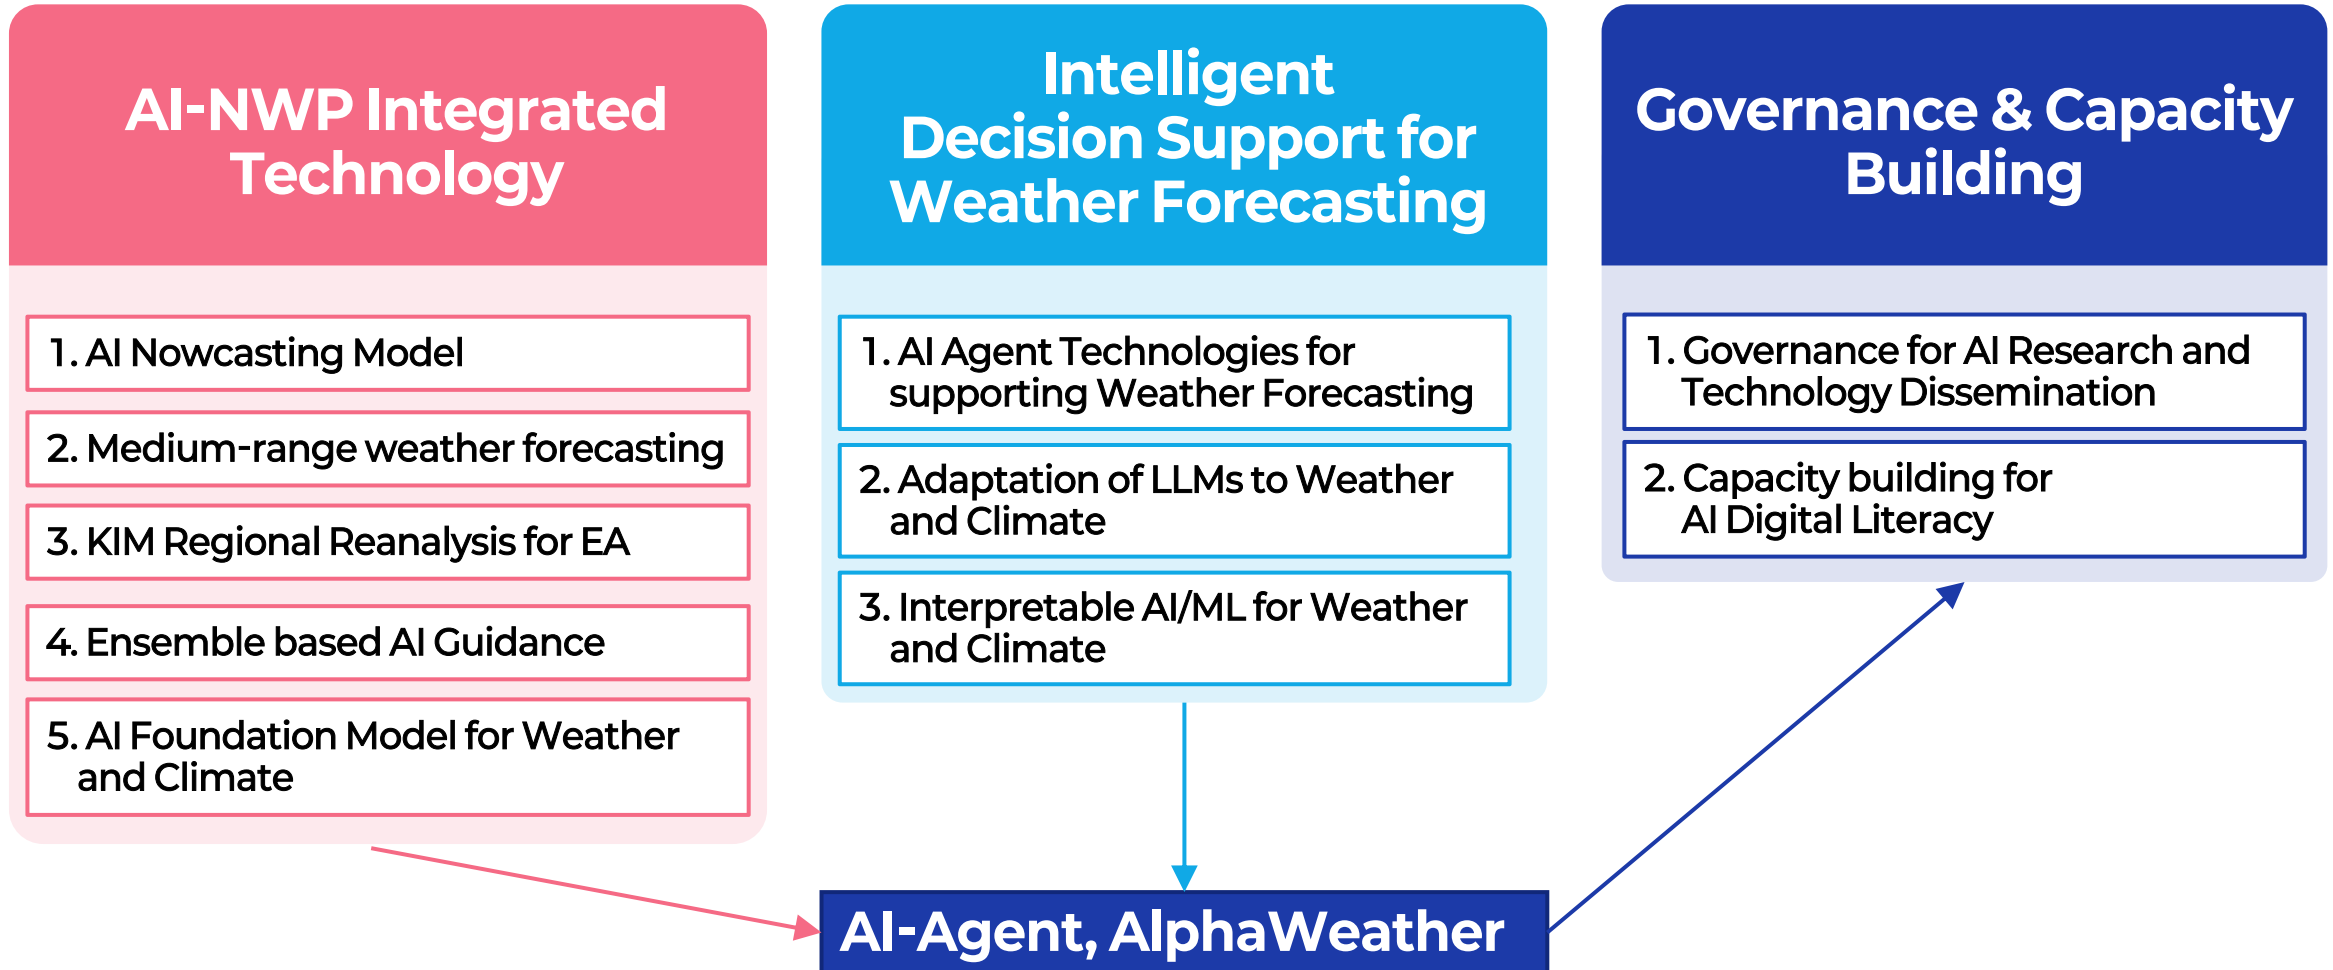 AI-NWP Integrated
Technology
1. AI Nowcasting Model
2. Medium-range weather forecasting
3. KIM Regional Reanalysis for EA
4. Ensemble based AI Guidance
5. AI Foundation Model for Weather
and Climate
Intelligent
Decision Support for
Weather Forecasting
1. AI Agent Technologies for
supporting Weather Forecasting
2. Adaptation of LLMs to Weather
and Climate
3. Interpretable AI/ML for Weather
and Climate
Governance & Capacity
Building
1. Governance for AI Research and
Technology Dissemination
2. Capacity building for
AI Digital Literacy
AI-Agent, AlphaWeather